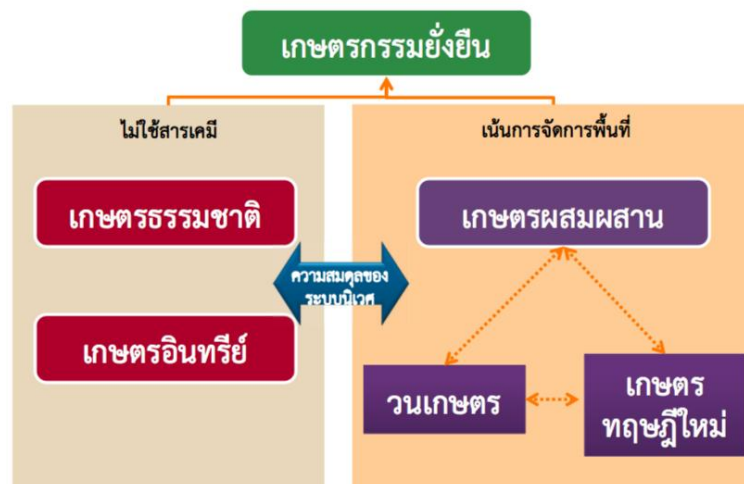 เกษตรกรรมยั่งยืน
ไม่ใช้สารเคมี
เกษตรธรรมชาติ
เกษตรอินทรีย์
ความสมดุลของ
ระบบนิเวศ
เน้นการจัดการพื้นที่
เกษตรผสมผสาน
วนเกษตร
เกษตร
ทฤษฎีใหม่